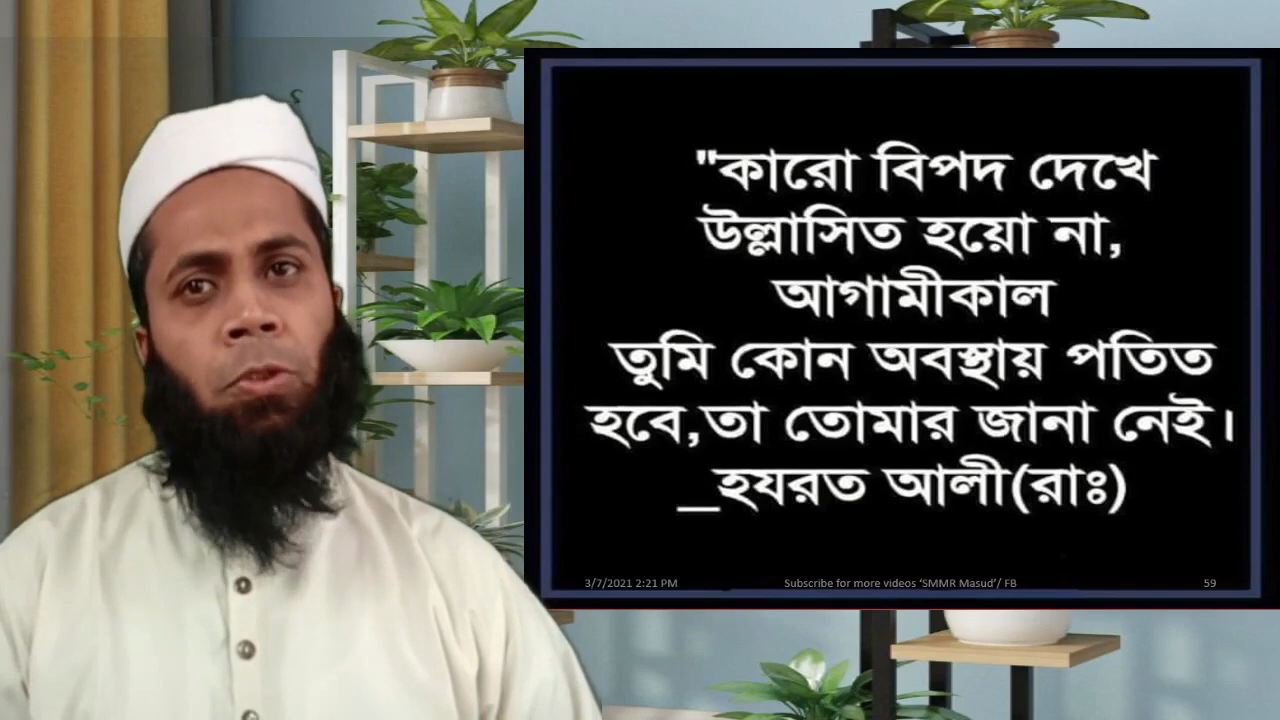 "কারো বিপদ দেখে
উল্লাসিত হয়ো না,
আগামীকাল
তুমি কোন অবস্থায় পতিত
হবে,তা তোমার জানা নেই।
_হযরত আলী(রাঃ)
3/7/2021 2:21 PM Subscribe for more videos ‘SMMR Masud’/ FB 59